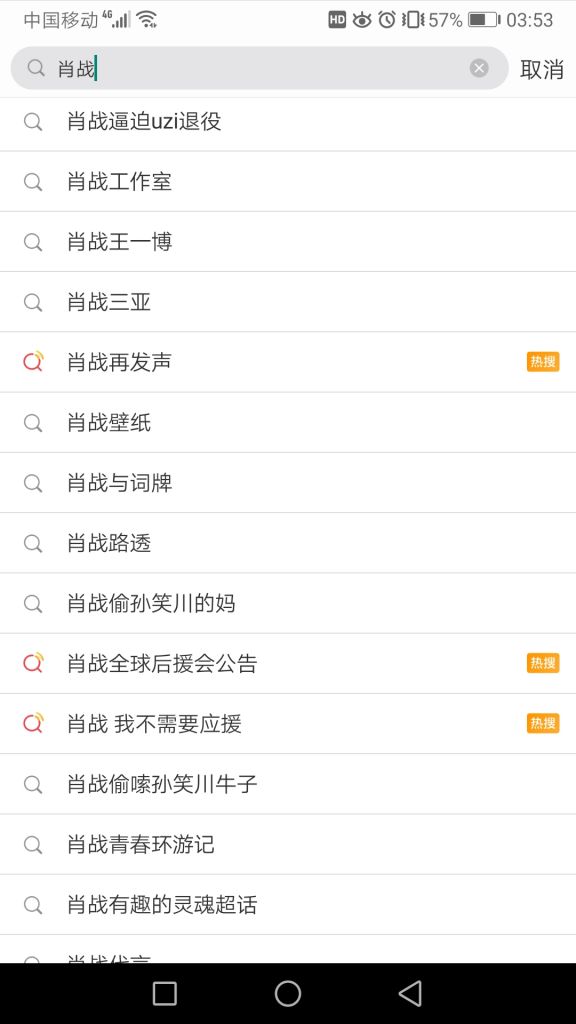 中国移动 4G HD 57% 03:53
肖战 取消
肖战逼迫uzi退役
肖战工作室
肖战王一博
肖战三亚
肖战再发声 热搜
肖战壁纸
肖战与词牌
肖战路透
肖战偷孙笑川的妈
肖战全球后援会公告 热搜
肖战 我不需要应援 热搜
肖战偷嗦孙笑川牛子
肖战青春环游记
肖战有趣的灵魂超话
肖战代言